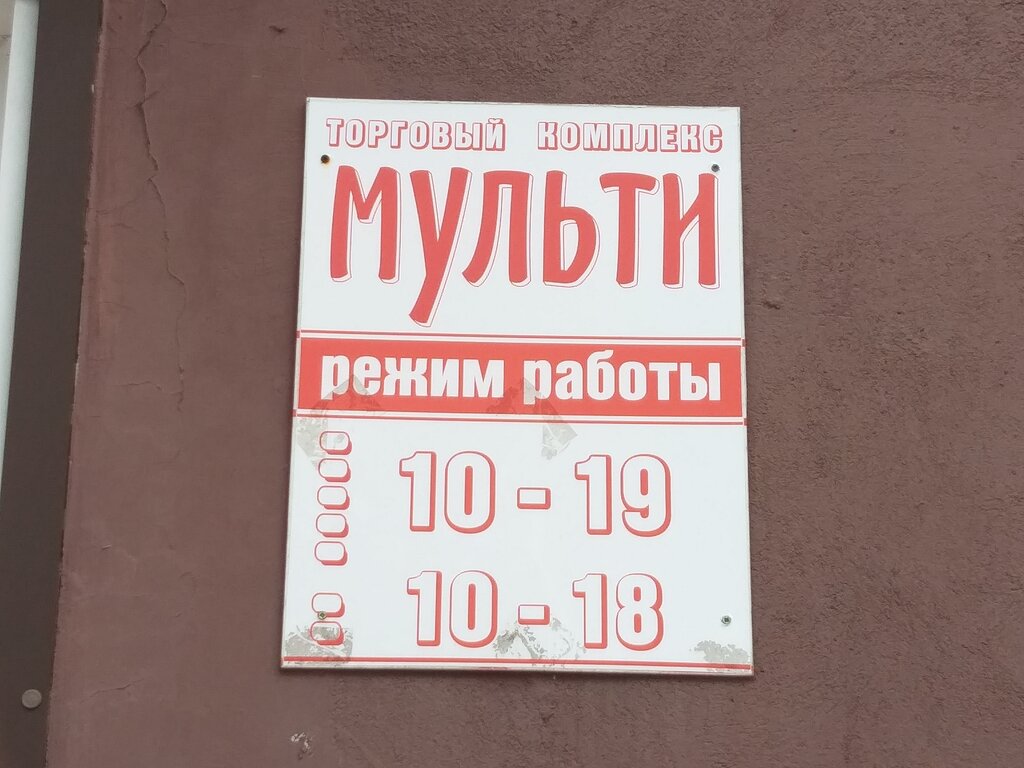 ТОРГОВЫЙ КОМПЛЕКС
МУЛЬТИ
режим работы
10 - 19
10 - 18